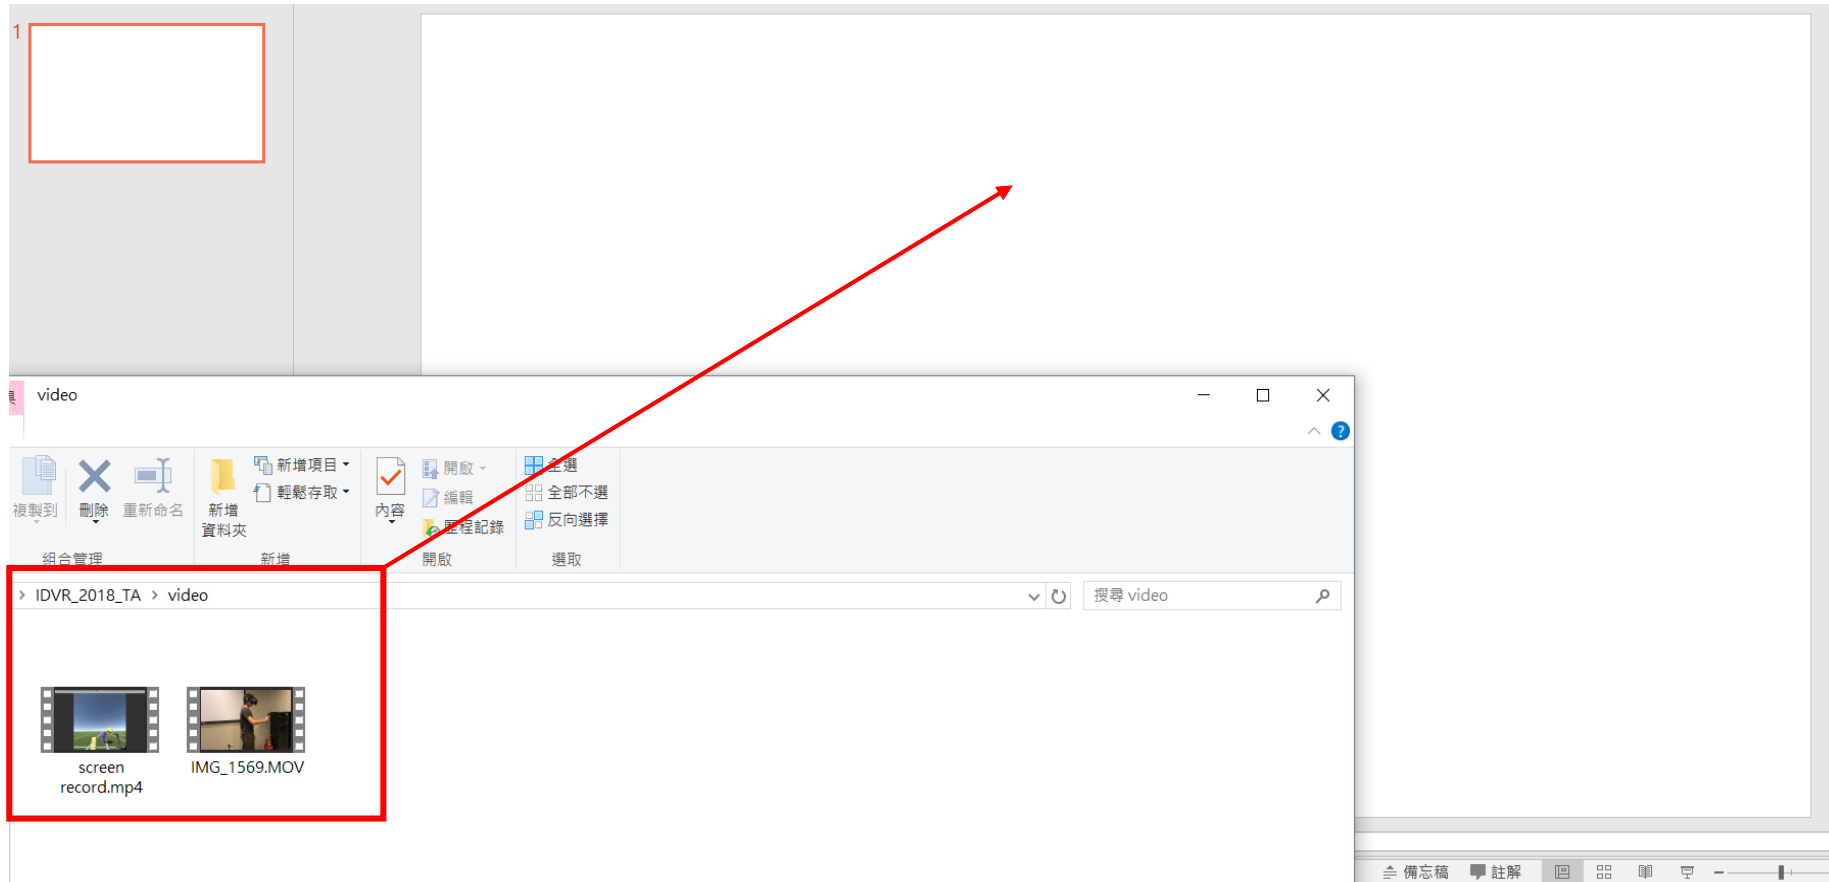 1
video
複製到
刪除
重新命名
組合管理
新增
資料夾
新增項目
輕鬆存取
新增
內容
開啟
編輯
歷程記錄
開啟
全選
全部不選
反向選擇
選取
IDVR_2018_TA > video
搜尋 video
screen
record.mp4
IMG_1569.MOV
備忘稿 註解